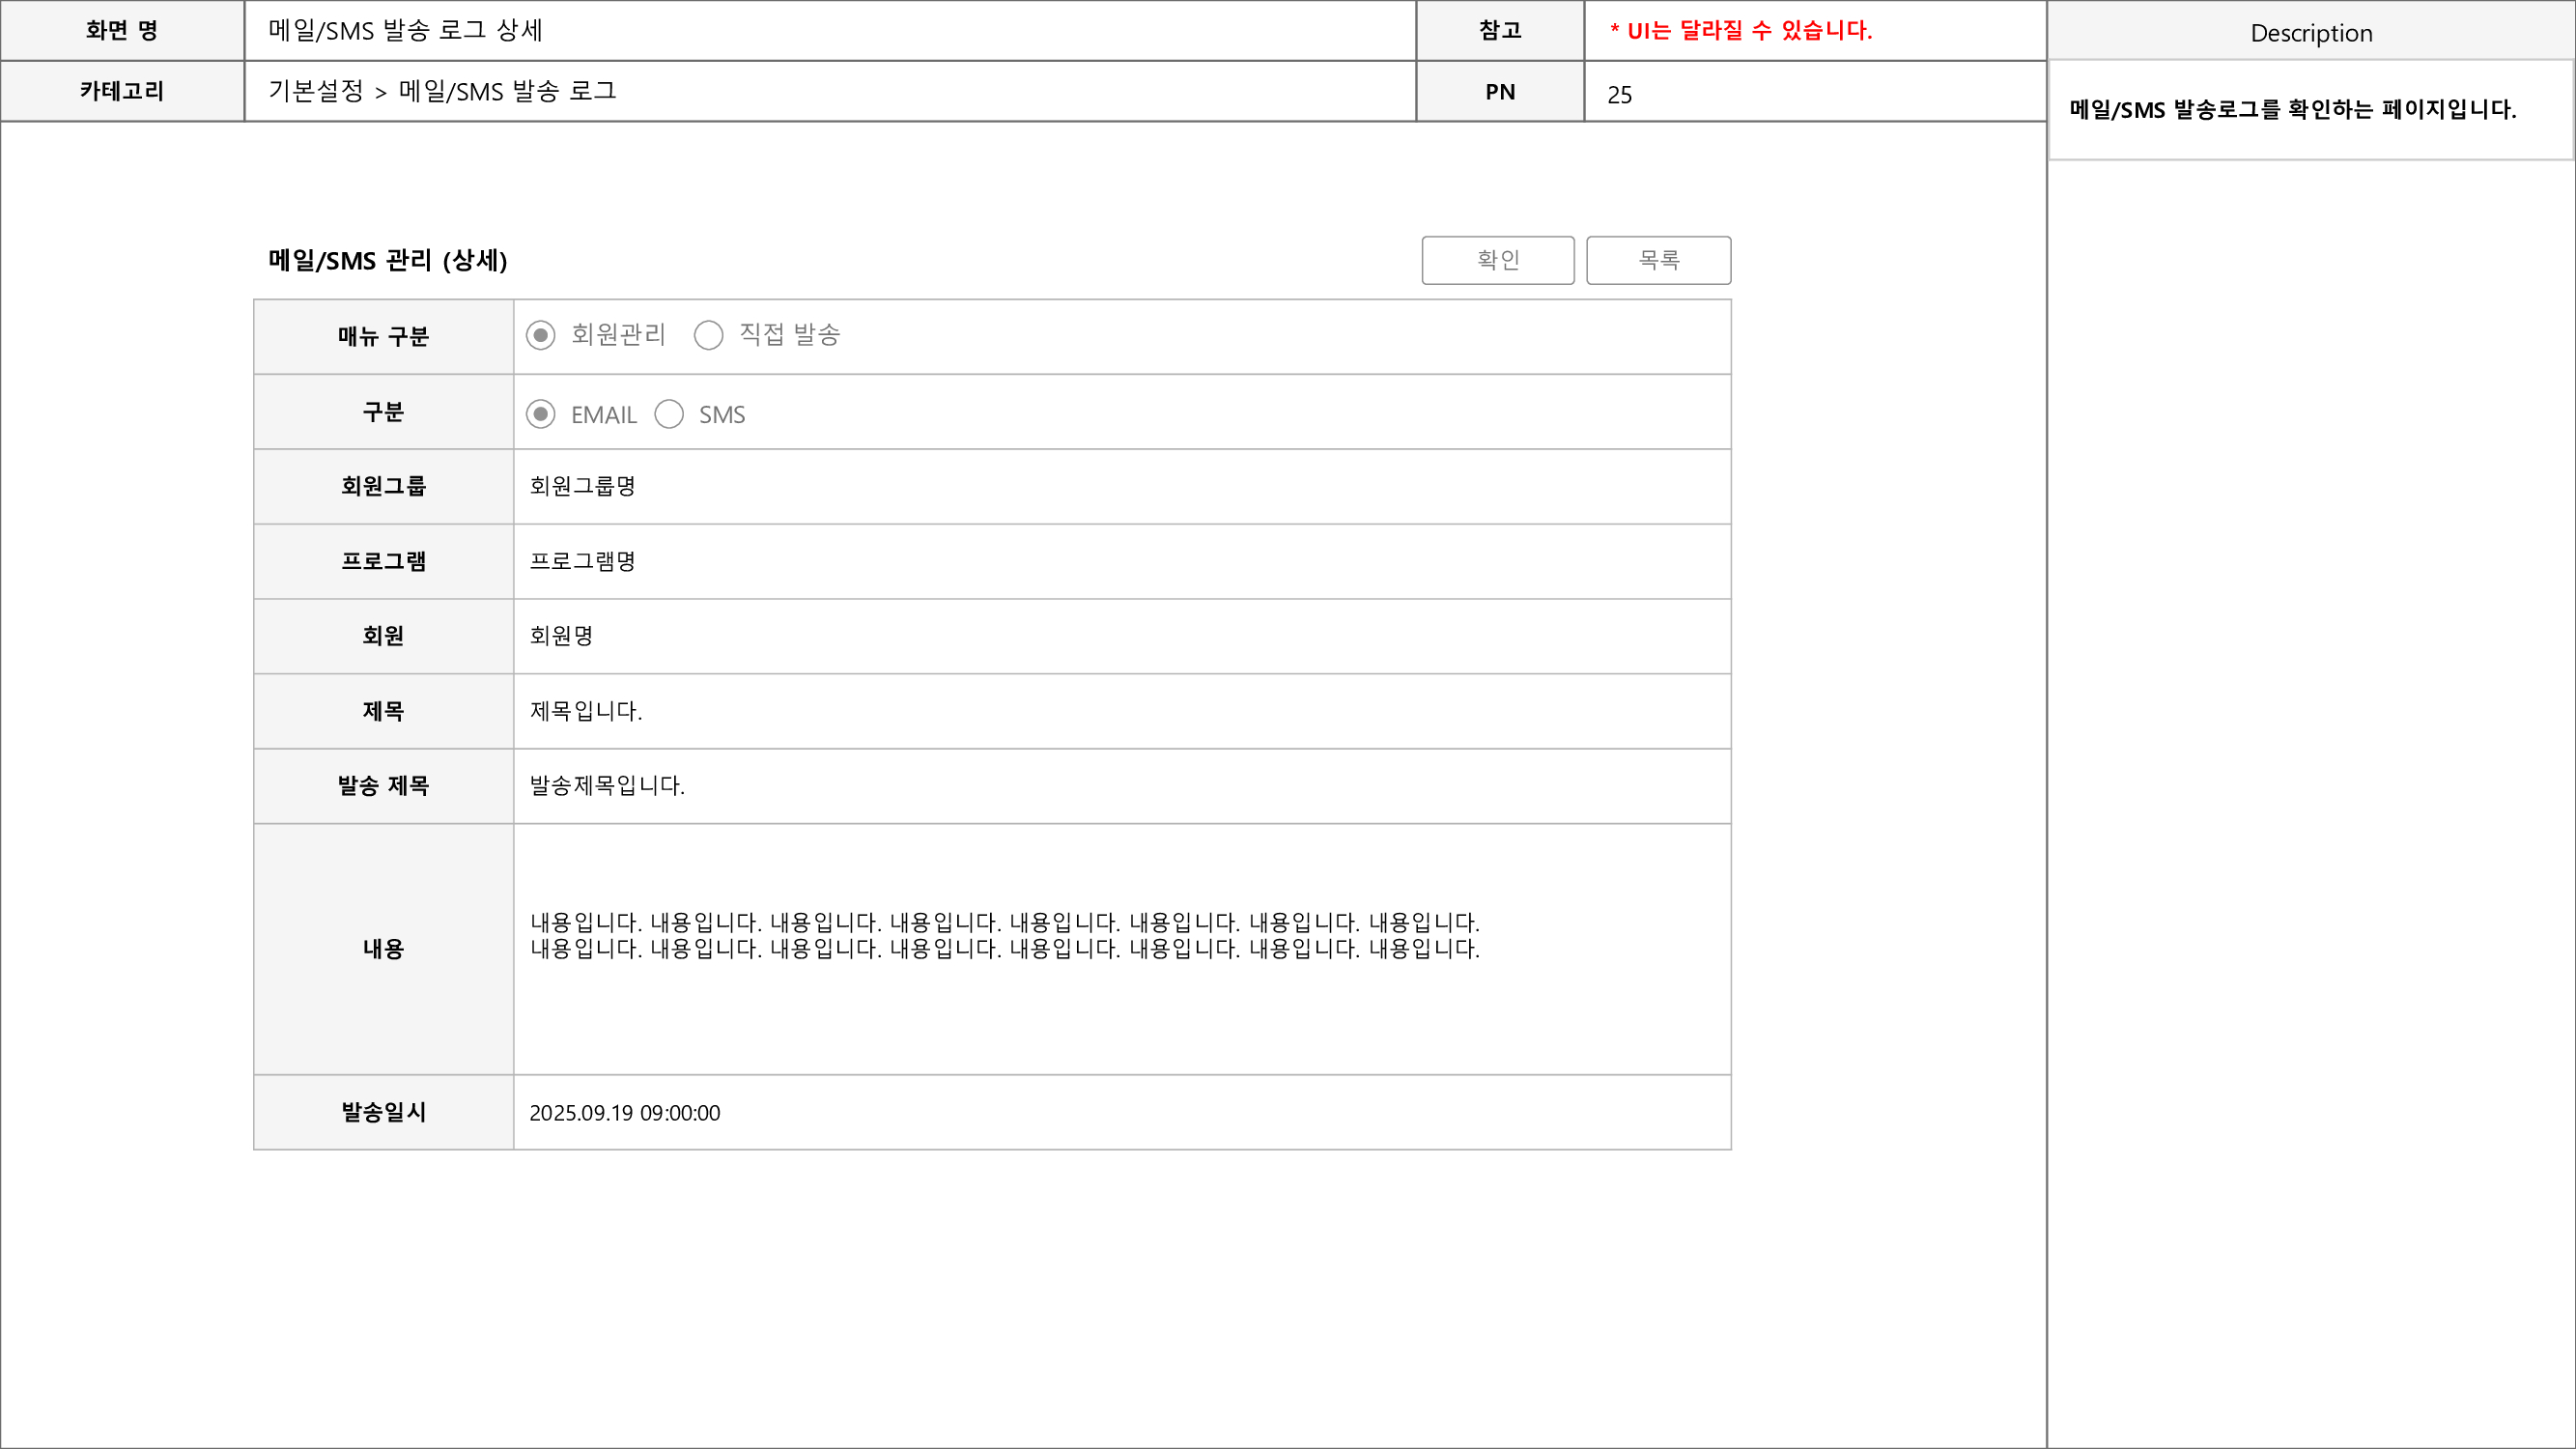 화면 명
메일/SMS 발송 로그 상세
참고
* UI는 달라질 수 있습니다.
Description
카테고리
기본설정 > 메일/SMS 발송 로그
PN
25
메일/SMS 발송로그를 확인하는 페이지입니다.
메일/SMS 관리 (상세)
확인
목록
매뉴 구분
회원관리
직접 발송
구분
EMAIL
SMS
회원그룹
회원그룹명
프로그램
프로그램명
회원
회원명
제목
제목입니다.
발송 제목
발송제목입니다.
내용
내용입니다. 내용입니다. 내용입니다. 내용입니다. 내용입니다. 내용입니다. 내용입니다. 내용입니다.
내용입니다. 내용입니다. 내용입니다. 내용입니다. 내용입니다. 내용입니다. 내용입니다. 내용입니다.
발송일시
2025.09.19 09:00:00